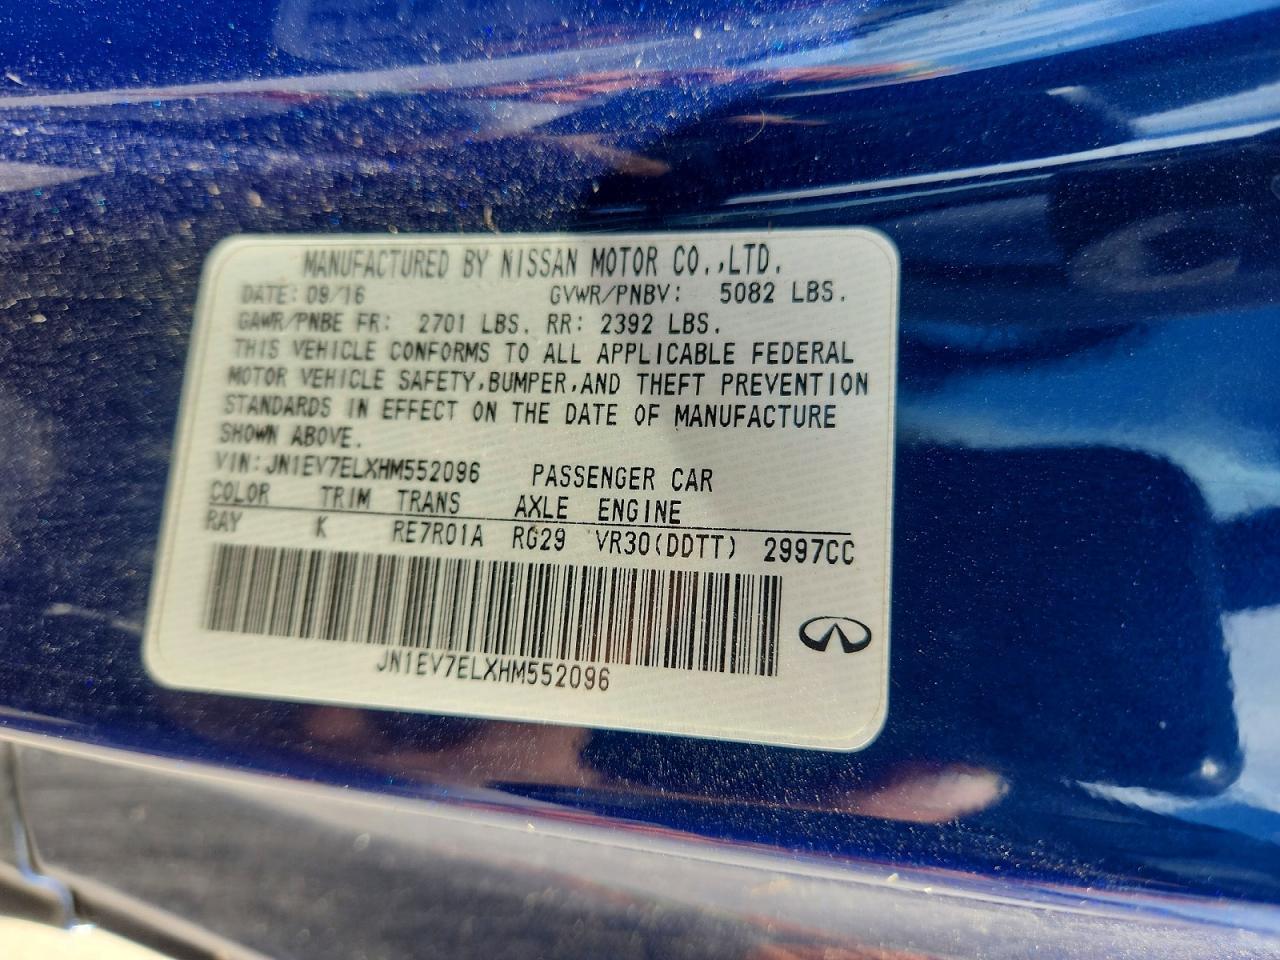 MANUFACTURED BY NISSAN MOTOR CO.,LTD.
DATE: 09/16 GVWR/PNBV: 5082 LBS.
GAWR/PNBE FR: 2701 LBS. RR: 2392 LBS.
THIS VEHICLE CONFORMS TO ALL APPLICABLE FEDERAL
MOTOR VEHICLE SAFETY,BUMPER,AND THEFT PREVENTION
STANDARDS IN EFFECT ON THE DATE OF MANUFACTURE
SHOWN ABOVE.
VIN:JN1EV7ELXHM552096 PASSENGER CAR
COLOR TRIM TRANS AXLE ENGINE
RAY K RE7R01A RG29 VR30(DDTT) 2997CC
JN1EV7ELXHM552096